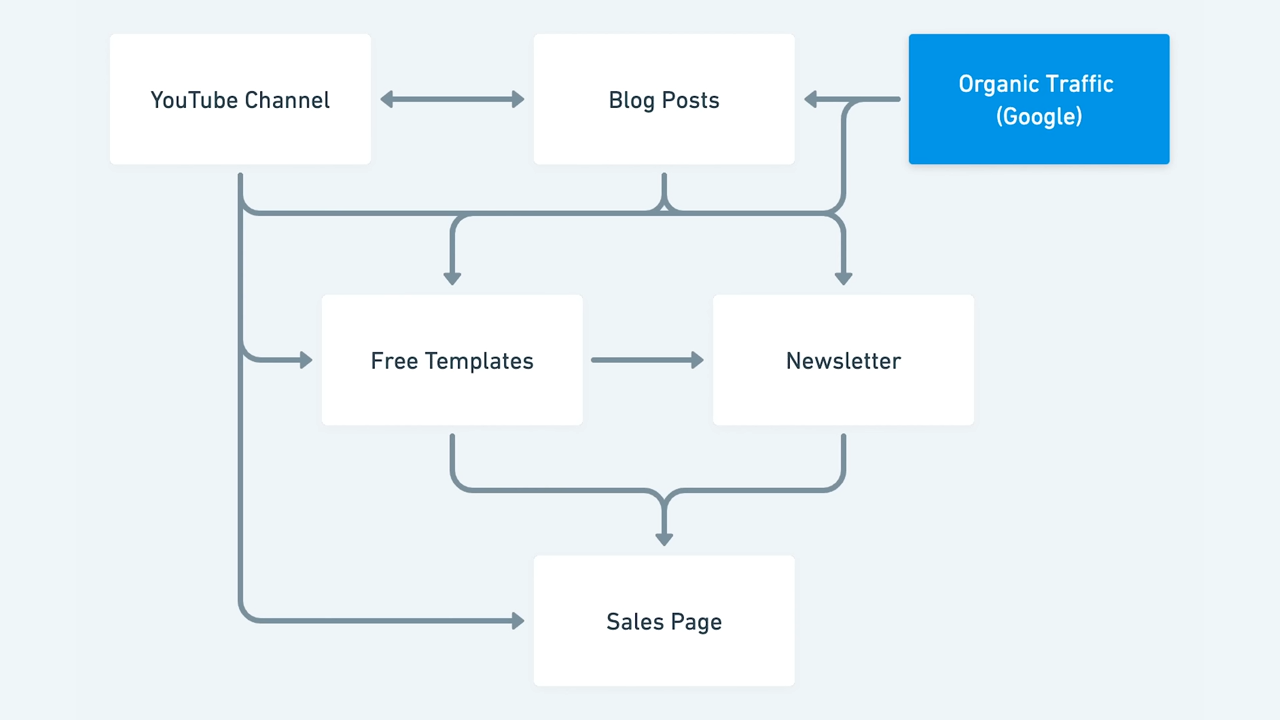 YouTube Channel
Blog Posts
Organic Traffic
(Google)
Free Templates
Newsletter
Sales Page